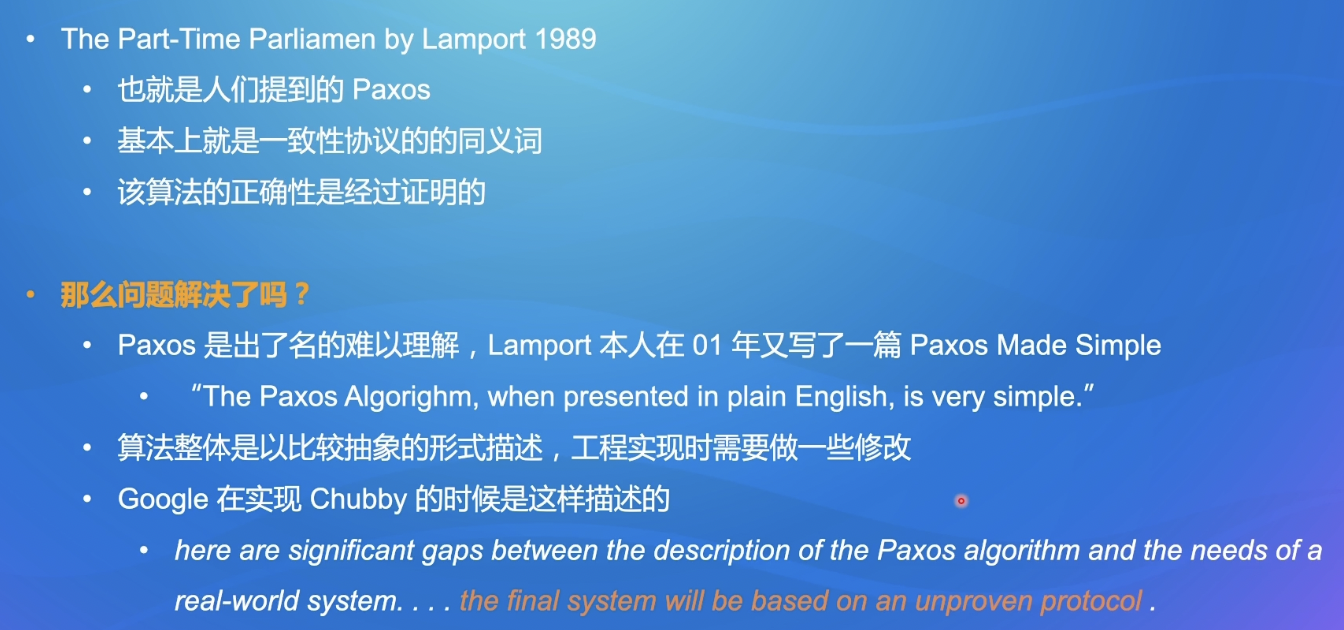 The Part-Time Parliamen by Lamport 1989
也就是人们提到的 Paxos
基本上就是一致性协议的的同义词
该算法的正确性是经过证明的
那么问题解决了吗？
Paxos 是出了名的难以理解，Lamport 本人在 01 年又写了一篇 Paxos Made Simple
“The Paxos Algorighm, when presented in plain English, is very simple.”
算法整体是以比较抽象的形式描述，工程实现时需要做一些修改
Google 在实现 Chubby 的时候是这样描述的
here are significant gaps between the description of the Paxos algorithm and the needs of a
real-world system. . . . the final system will be based on an unproven protocol .